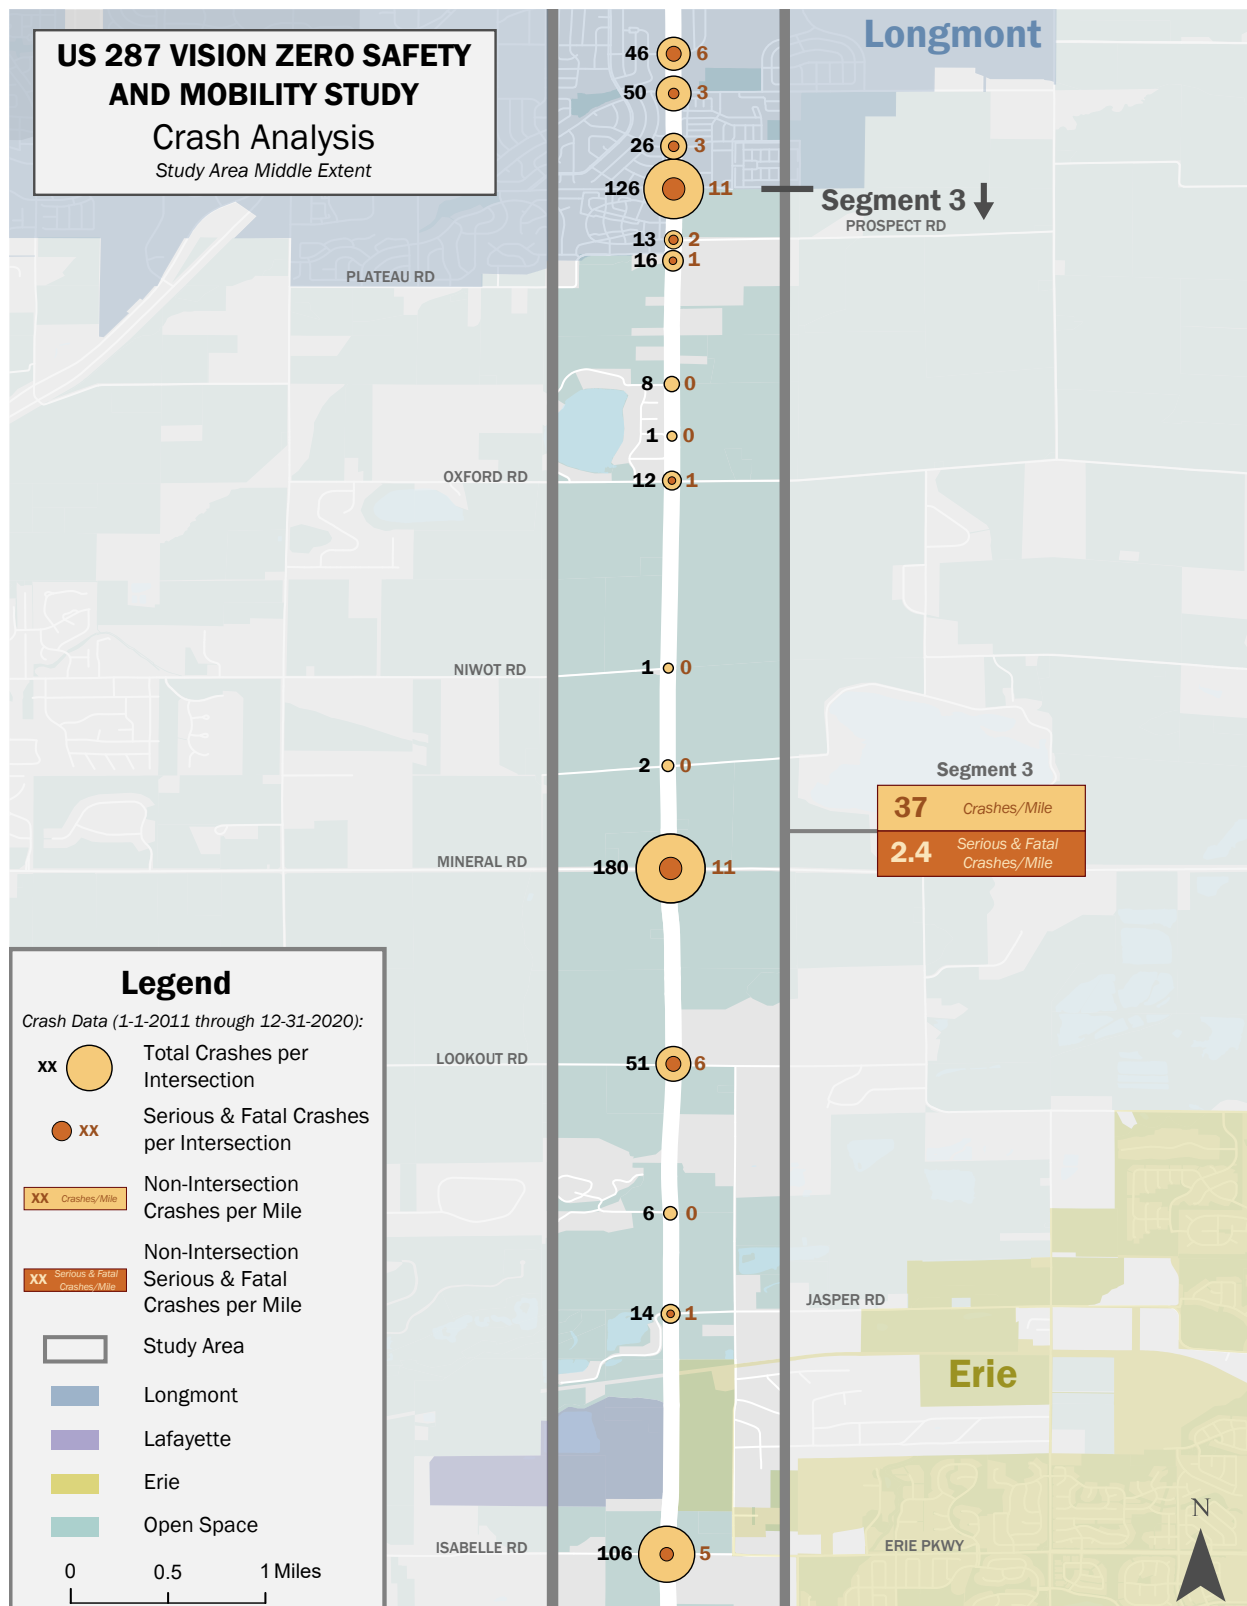 US 287 VISION ZERO SAFETY
AND MOBILITY STUDY
Crash Analysis
Study Area Middle Extent
Longmont
46 6
50 3
26 3
126 11
Segment 3
PROSPECT RD
13 2
16 1
PLATEAU RD
8 0
1 0
OXFORD RD
12 1
NIWOT RD
1 0
2 0
Segment 3
37 Crashes/Mile
2.4 Serious & Fatal
Crashes/Mile
MINERAL RD
180 11
LOOKOUT RD
51 6
6 0
14 1
JASPER RD
Erie
ISABELLE RD
106 5
ERIE PKWY
N
Legend
Crash Data (1-1-2011 through 12-31-2020):
XX
Total Crashes per
Intersection
XX
Serious & Fatal Crashes
per Intersection
XX Crashes/Mile
Non-Intersection
Crashes per Mile
XX Serious & Fatal
Crashes/Mile
Non-Intersection
Serious & Fatal
Crashes per Mile
Study Area
Longmont
Lafayette
Erie
Open Space
0 0.5 1 Miles